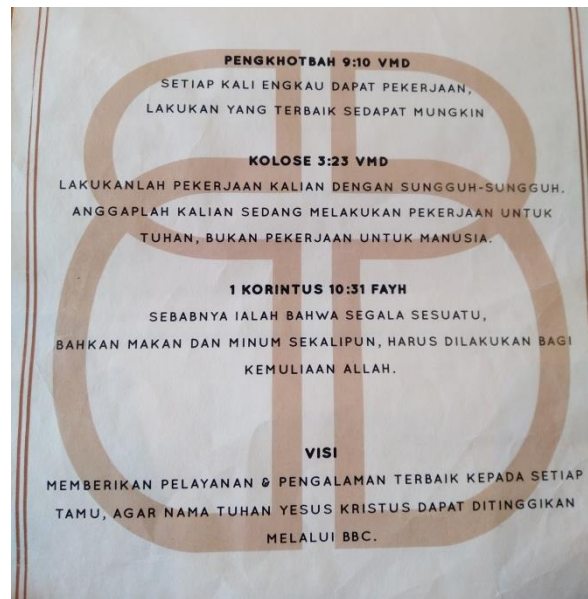 PENGKHOTBAH 9:10 VMD
SETIAP KALI ENGKAU DAPAT PEKERJAAN,
LAKUKAN YANG TERBAIK SEDAPAT MUNGKIN
KOLOSE 3:23 VMD
LAKUKANLAH PEKERJAAN KALIAN DENGAN SUNGGUH-SUNGGUH.
ANGGAPLAH KALIAN SEDANG MELAKUKAN PEKERJAAN UNTUK
TUHAN, BUKAN PEKERJAAN UNTUK MANUSIA.
1 KORINTUS 10:31 FAYH
SEBABNYA IALAH BAHWA SEGALA SESUATU,
BAHKAN MAKAN DAN MINUM SEKALIPUN, HARUS DILAKUKAN BAGI
KEMULIAAN ALLAH.
VISI
MEMBERIKAN PELAYANAN & PENGALAMAN TERBAIK KEPADA SETIAP
TAMU, AGAR NAMA TUHAN YESUS KRISTUS DAPAT DITINGGIKAN
MELALUI BBC.